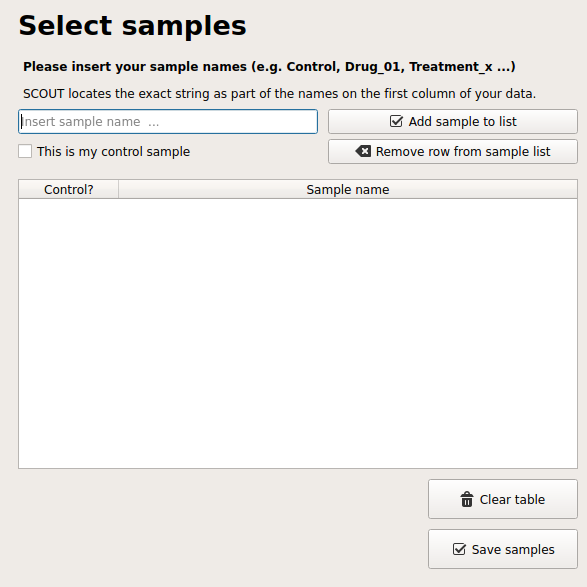 Select samples
Please insert your sample names (e.g. Control, Drug_01, Treatment_x ...)
SCOUT locates the exact string as part of the names on the first column of your data.
Insert sample name ...
Add sample to list
This is my control sample
Remove row from sample list
Control? Sample name
Clear table
Save samples